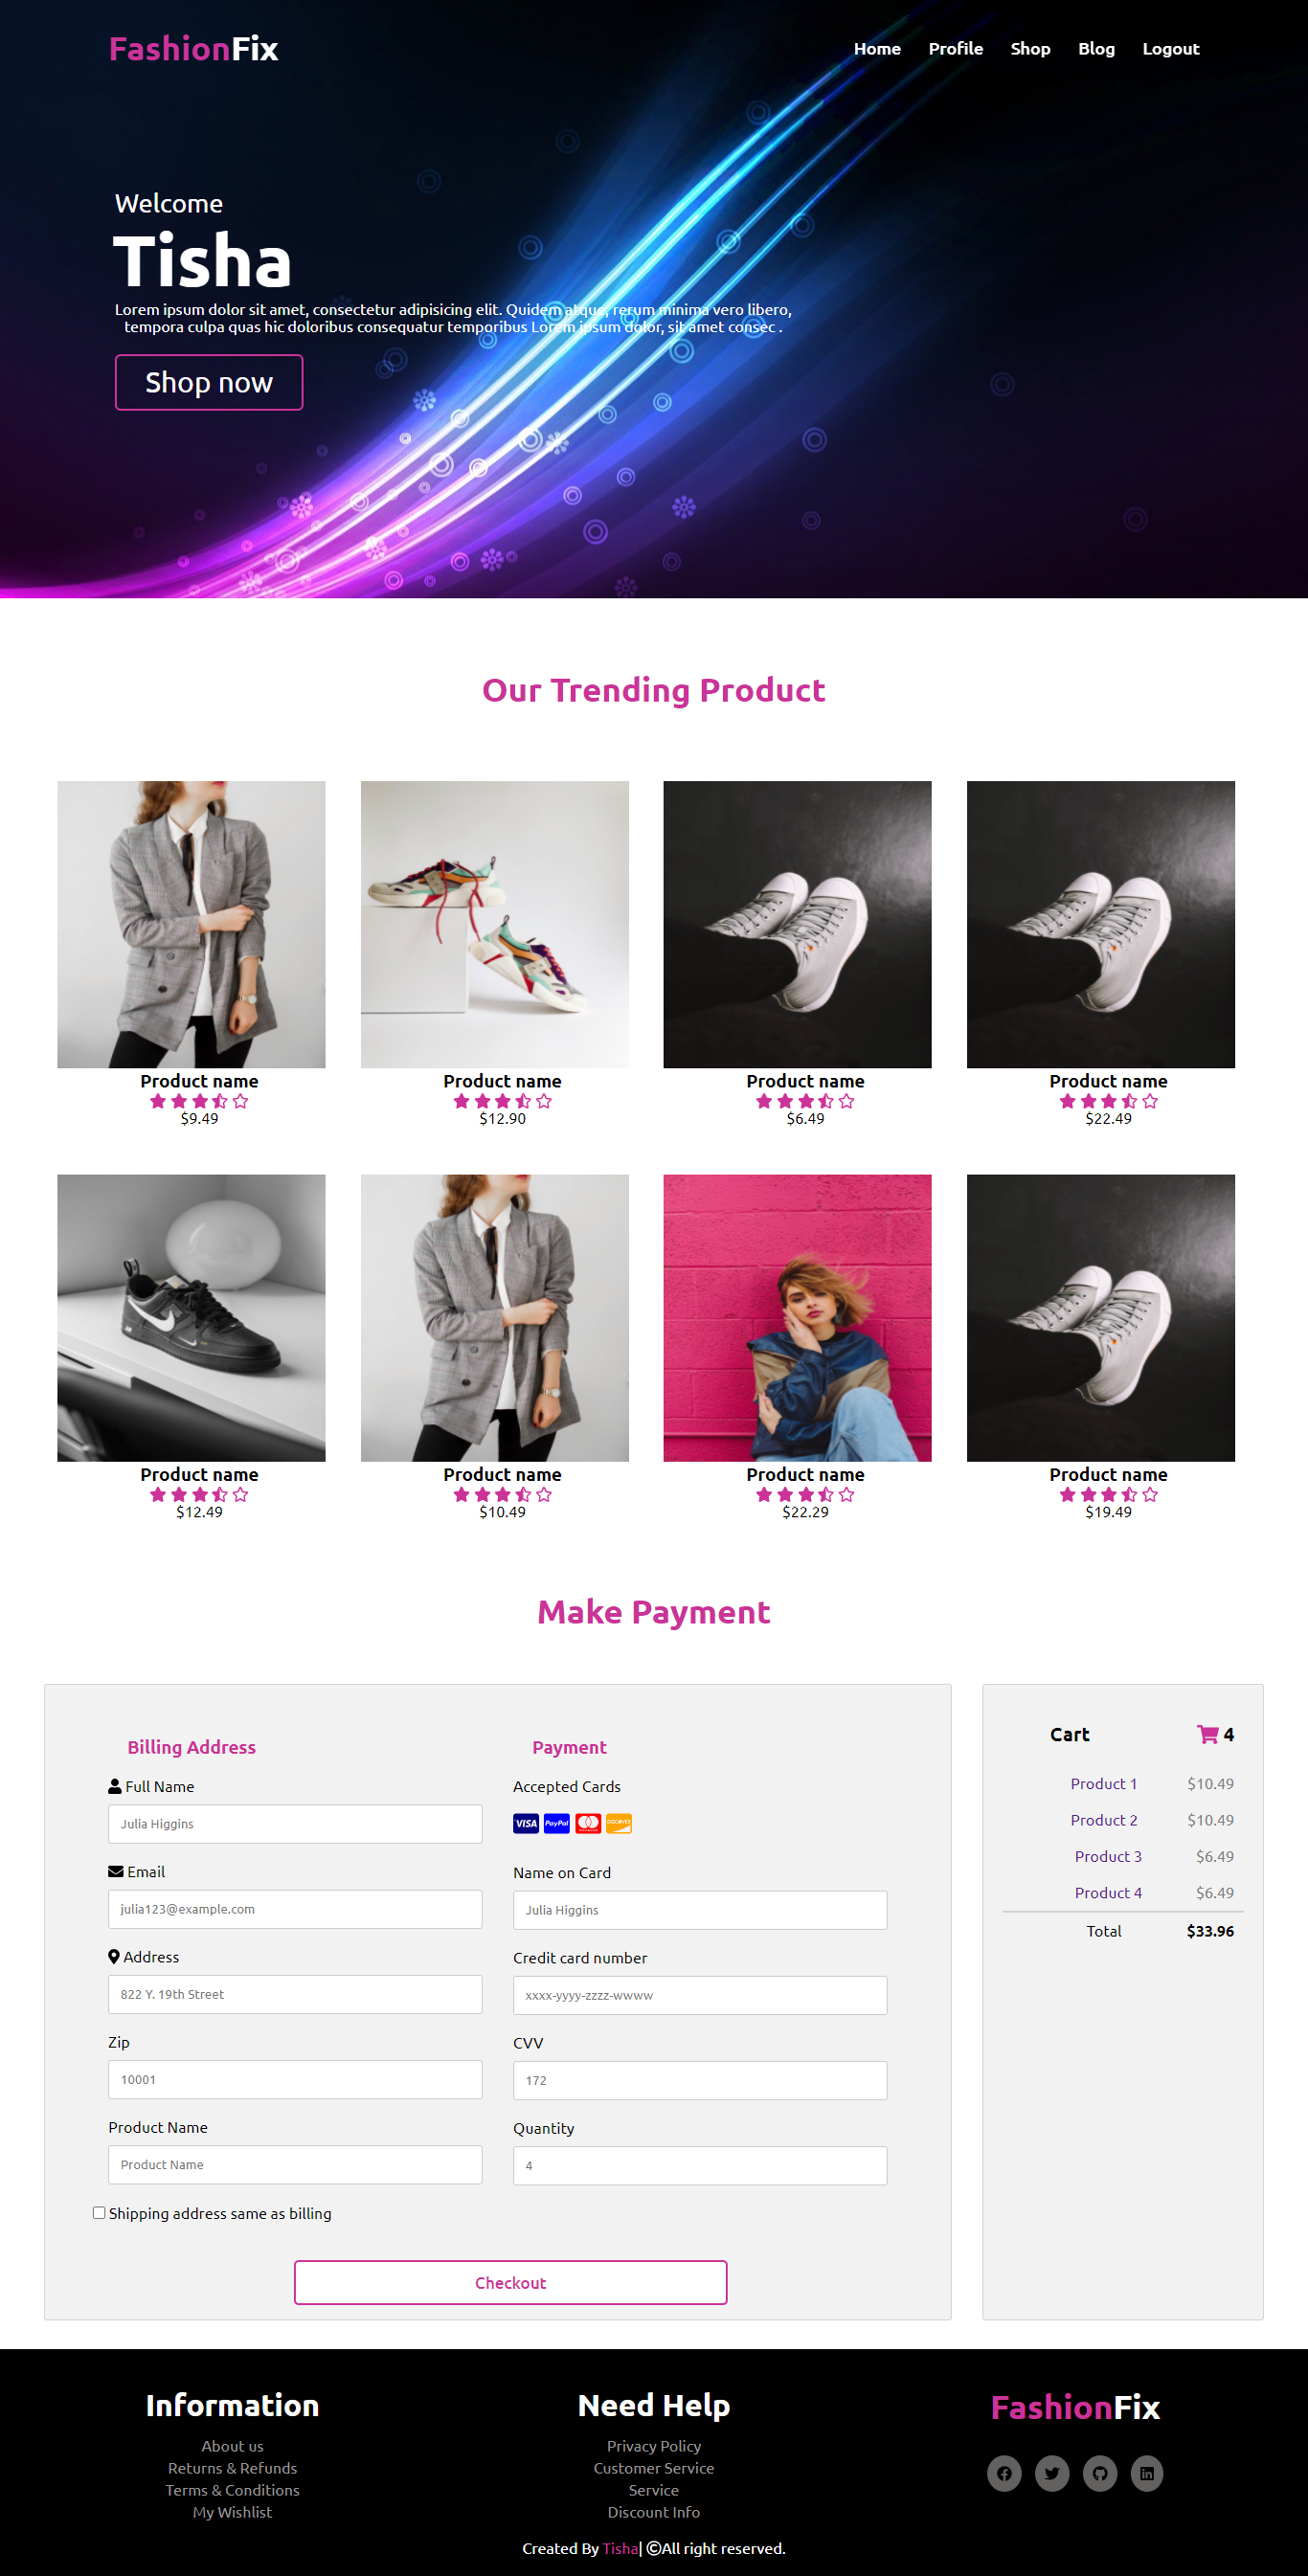 FashionFix
Home Profile Shop Blog Logout
Welcome
Tisha
Lorem ipsum dolor sit amet, consectetur adipisicing elit. Quidem atque, rerum minima vero libero,
tempora culpa quas hic doloribus consequatur temporibus Lorem ipsum dolor, sit amet consec .
Shop now
Our Trending Product
Product name
$9.49
Product name
$12.90
Product name
$6.49
Product name
$22.49
Product name
$12.49
Product name
$10.49
Product name
$22.29
Product name
$19.49
Make Payment
Billing Address
Full Name
Julia Higgins
Email
julia123@example.com
Address
822 Y. 19th Street
Zip
10001
Product Name
Product Name
Shipping address same as billing
Payment
Accepted Cards
VISA PayPal DISCOVER
Name on Card
Julia Higgins
Credit card number
xxxx-yyyy-zzzz-wwww
CVV
172
Quantity
4
Checkout
Cart 4
Product 1 $10.49
Product 2 $10.49
Product 3 $6.49
Product 4 $6.49
Total $33.96
Information
About us
Returns & Refunds
Terms & Conditions
My Wishlist
Need Help
Privacy Policy
Customer Service
Service
Discount Info
FashionFix
Created By Tisha| ©All right reserved.